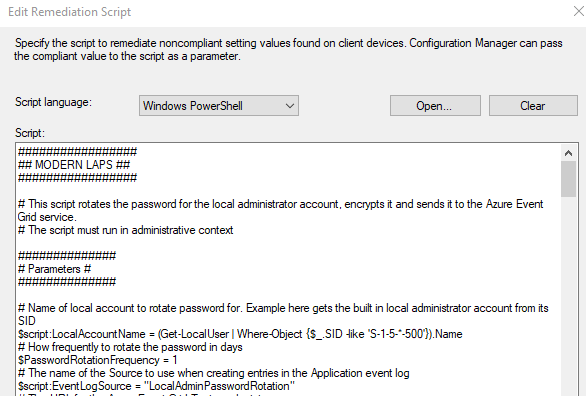 Edit Remediation Script
Specify the script to remediate noncompliant setting values found on client devices. Configuration Manager can pass
the compliant value to the script as a parameter.
Script language:
Windows PowerShell
Open...
Clear
Script:
#################
## MODERN LAPS ##
#################
# This script rotates the password for the local administrator account, encrypts it and sends it to the Azure Event
Grid service.
# The script must run in administrative context
##############
# Parameters #
##############
# Name of local account to rotate password for. Example here gets the built in local administrator account from its
SID
$script:LocalAccountName = (Get-LocalUser | Where-Object {$_.SID -like 'S-1-5-*-500'}).Name
# How frequently to rotate the password in days
$PasswordRotationFrequency = 1
# The name of the Source to use when creating entries in the Application event log
$script:EventLogSource = "LocalAdminPasswordRotation"